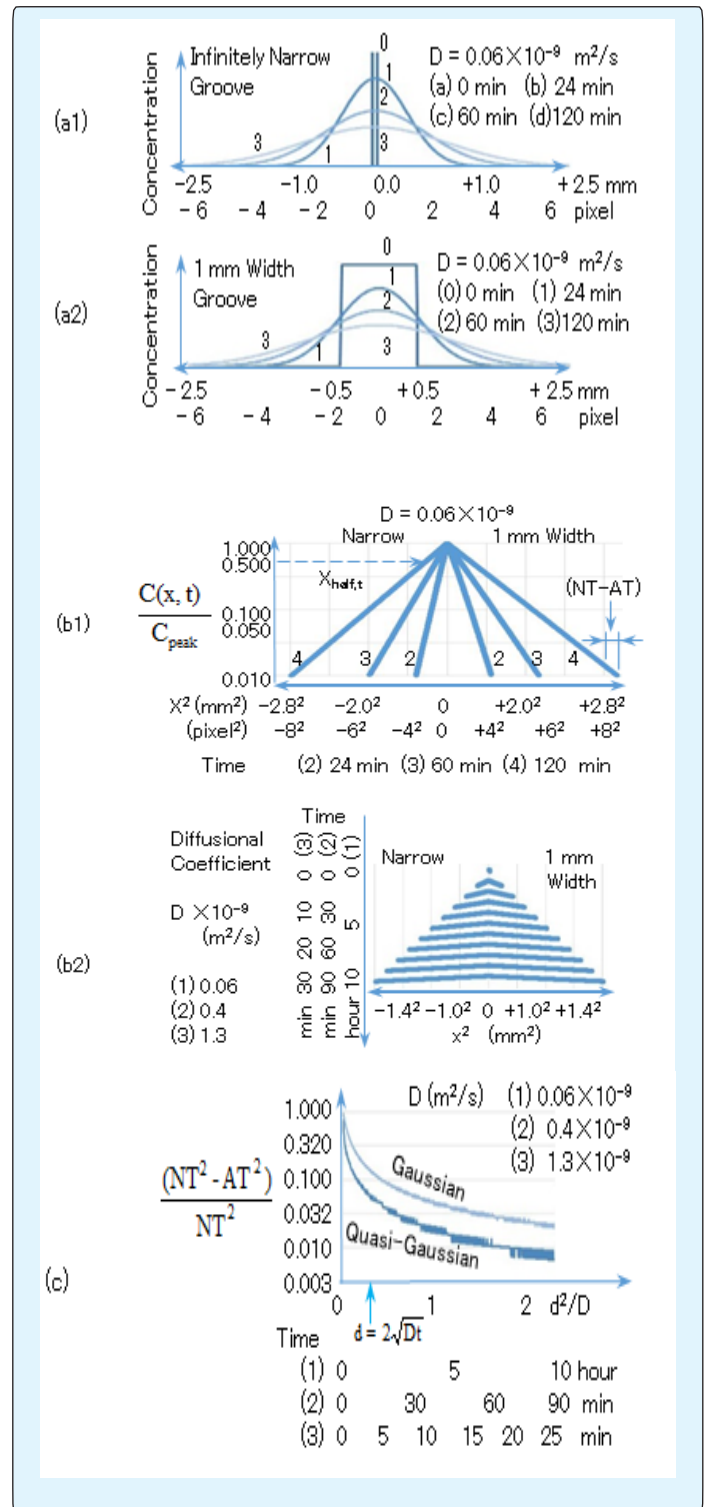 (a1)
Concentration
Infinitely Narrow
Groove
0
1
2
3
3
1
D = 0.06×10⁻⁹ m²/s
(a) 0 min (b) 24 min
(c) 60 min (d)120 min
−2.5 −1.0 0.0 +1.0 +2.5 mm
−6 −4 −2 0 2 4 6 pixel
(a2)
Concentration
1 mm Width
Groove
0
1
2
3
3
1
D = 0.06×10⁻⁹ m²/s
(0) 0 min (1) 24 min
(2) 60 min (3)120 min
−2.5 −0.5 +0.5 +2.5 mm
−6 −4 −2 0 2 4 6 pixel
(b1)
D = 0.06×10⁻⁹
Narrow 1 mm Width
C(x, t)
C peak
1.000
0.500
0.100
0.050
0.010
X half,t
(NT−AT)
4 3 2 2 3 4
X² (mm²) −2.8² −2.0² 0 +2.0² +2.8²
(pixel²) −8² −6² −4² 0 +4² +6² +8²
Time (2) 24 min (3) 60 min (4) 120 min
(b2)
Diffusional
Coefficient
D ×10⁻⁹
(m²/s)
(1) 0.06
(2) 0.4
(3) 1.3
Time
min 30 20 10 0 (3)
min 90 60 30 0 (2)
hour 10 5 0 (1)
Narrow
1 mm
Width
−1.4² −1.0² 0 +1.0² +1.4²
x² (mm²)
(c)
(NT² - AT²)
NT²
D (m²/s) (1) 0.06×10⁻⁹
(2) 0.4×10⁻⁹
(3) 1.3×10⁻⁹
1.000
0.320
0.100
0.032
0.010
0.003
Gaussian
Quasi-Gaussian
0 1 2 d²/D
d = 2√Dt
Time
(1) 0 5 10 hour
(2) 0 30 60 90 min
(3) 0 5 10 15 20 25 min